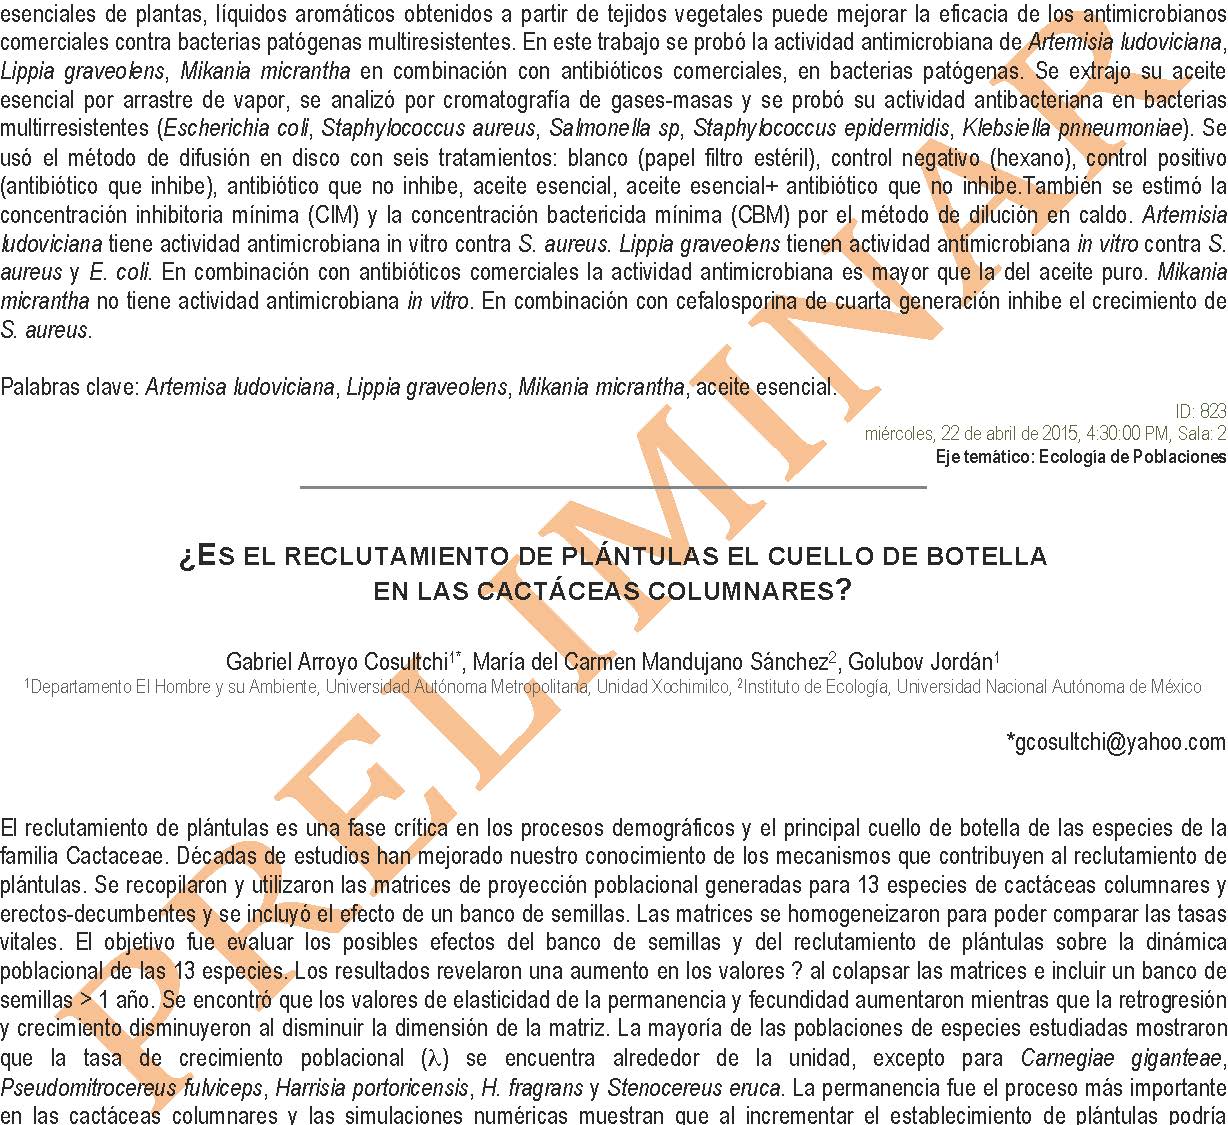 esenciales de plantas, líquidos aromáticos obtenidos a partir de tejidos vegetales puede mejorar la eficacia de los antimicrobianos
comerciales contra bacterias patógenas multiresistentes. En este trabajo se probó la actividad antimicrobiana de Artemisia ludoviciana,
Lippia graveolens, Mikania micrantha en combinación con antibióticos comerciales, en bacterias patógenas. Se extrajo su aceite
esencial por arrastre de vapor, se analizó por cromatografía de gases-masas y se probó su actividad antibacteriana en bacterias
multirresistentes (Escherichia coli, Staphylococcus aureus, Salmonella sp, Staphylococcus epidermidis, Klebsiella pnneumoniae). Se
usó el método de difusión en disco con seis tratamientos: blanco (papel filtro estéril), control negativo (hexano), control positivo
(antibiótico que inhibe), antibiótico que no inhibe, aceite esencial, aceite esencial+ antibiótico que no inhibe.También se estimó la
concentración inhibitoria mínima (CIM) y la concentración bactericida mínima (CBM) por el método de dilución en caldo. Artemisia
ludoviciana tiene actividad antimicrobiana in vitro contra S. aureus. Lippia graveolens tienen actividad antimicrobiana in vitro contra S.
aureus y E. coli. En combinación con antibióticos comerciales la actividad antimicrobiana es mayor que la del aceite puro. Mikania
micrantha no tiene actividad antimicrobiana in vitro. En combinación con cefalosporina de cuarta generación inhibe el crecimiento de
S. aureus.
Palabras clave: Artemisa ludoviciana, Lippia graveolens, Mikania micrantha, aceite esencial.
ID: 823
miércoles, 22 de abril de 2015, 4:30:00 PM, Sala: 2
Eje temático: Ecología de Poblaciones
¿ES EL RECLUTAMIENTO DE PLÁNTULAS EL CUELLO DE BOTELLA
EN LAS CACTÁCEAS COLUMNARES?
Gabriel Arroyo Cosultchi1*, María del Carmen Mandujano Sánchez2, Golubov Jordán1
1Departamento El Hombre y su Ambiente, Universidad Autónoma Metropolitana, Unidad Xochimilco, 2Instituto de Ecología, Universidad Nacional Autónoma de México
*gcosultchi@yahoo.com
El reclutamiento de plántulas es una fase crítica en los procesos demográficos y el principal cuello de botella de las especies de la
familia Cactaceae. Décadas de estudios han mejorado nuestro conocimiento de los mecanismos que contribuyen al reclutamiento de
plántulas. Se recopilaron y utilizaron las matrices de proyección poblacional generadas para 13 especies de cactáceas columnares y
erectos-decumbentes y se incluyó el efecto de un banco de semillas. Las matrices se homogeneizaron para poder comparar las tasas
vitales. El objetivo fue evaluar los posibles efectos del banco de semillas y del reclutamiento de plántulas sobre la dinámica
poblacional de las 13 especies. Los resultados revelaron una aumento en los valores ? al colapsar las matrices e incluir un banco de
semillas > 1 año. Se encontró que los valores de elasticidad de la permanencia y fecundidad aumentaron mientras que la retrogresión
y crecimiento disminuyeron al disminuir la dimensión de la matriz. La mayoría de las poblaciones de especies estudiadas mostraron
que la tasa de crecimiento poblacional (λ) se encuentra alrededor de la unidad, excepto para Carnegiae giganteae,
Pseudomitrocereus fulviceps, Harrisia portoricensis, H. fragrans y Stenocereus eruca. La permanencia fue el proceso más importante
en las cactáceas columnares y las simulaciones numéricas muestran que al incrementar el establecimiento de plántulas podría
PRELIMINAR